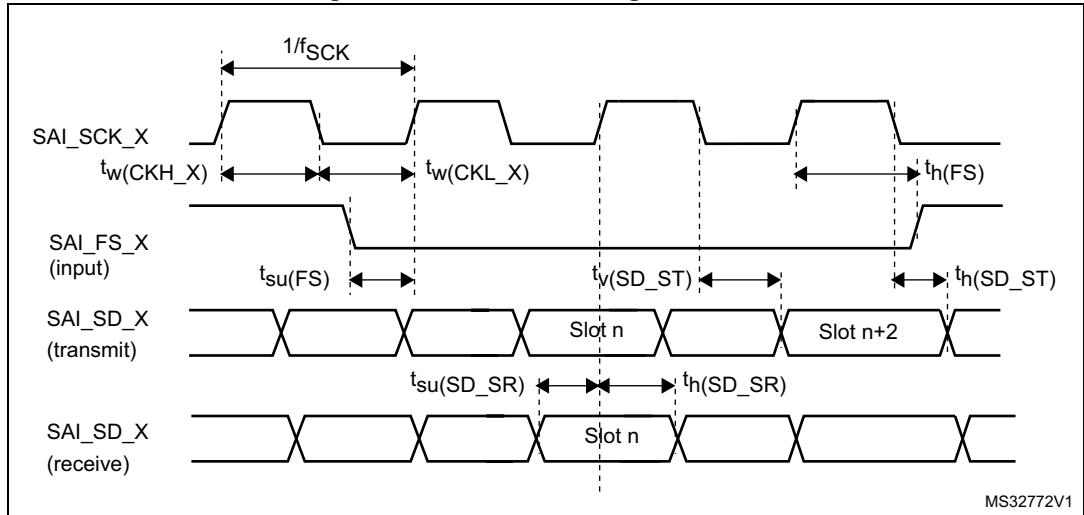 1/fSCK
SAI_SCK_X
tw(CKH_X)
tw(CKL_X)
th(FS)
SAI_FS_X
(input)
tsu(FS)
tv(SD_ST)
th(SD_ST)
SAI_SD_X
(transmit)
Slot n
Slot n+2
tsu(SD_SR)
th(SD_SR)
SAI_SD_X
(receive)
Slot n
MS32772V1